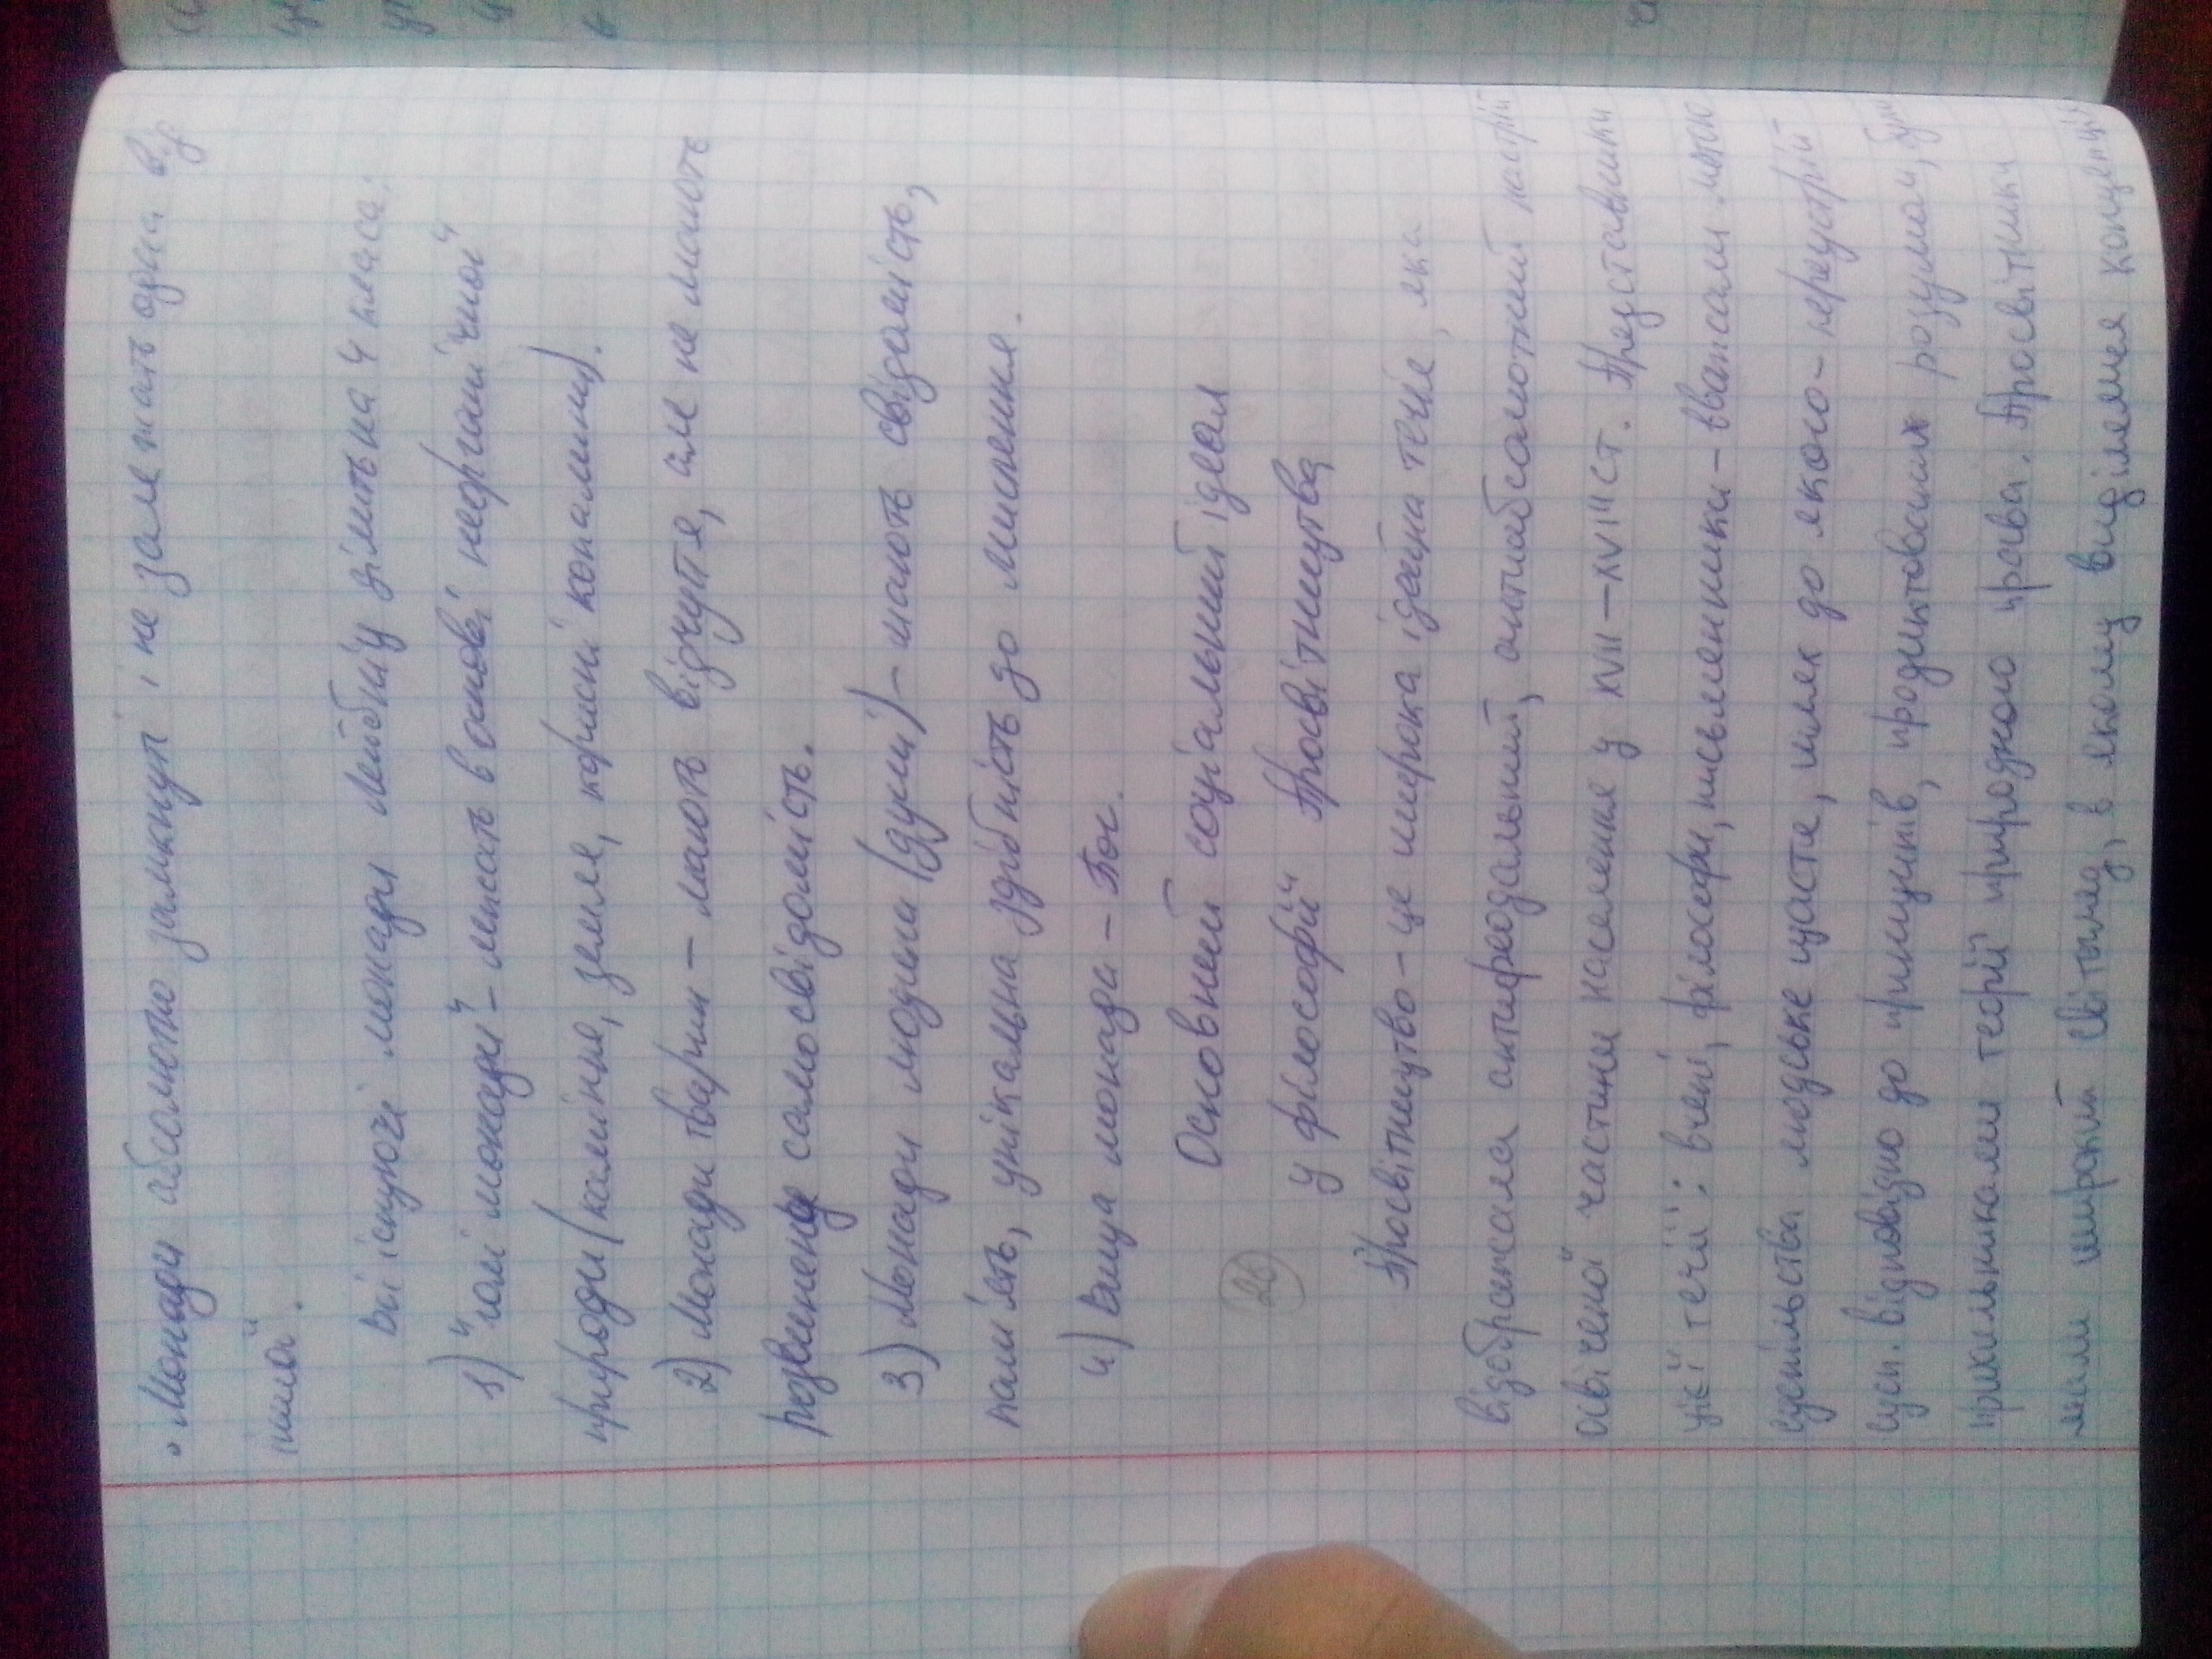 • Монади абсолютно замкнуті і не залежать одна від
іншої.
Всі існуючі монади Лейбніц ділить на 4 класа:
1) "голі монади" – лежать в основі неорганічної
природи (каміння, земля, корисні копалини).
2) Монади тварин – мають відчуття, але не мають
розвинене самосвідомість.
3) Монади людини (душі) – мають свідомість,
пам'ять, унікальна здібність до мислення.
4) Вища монада – Бог.
Основний соціальний ідеал
26
у філософії Просвітництва
Просвітництво – це широка ідейна течія, яка
відображала антифеодальний, антиабсолютний настрій
освіченої частини населення у XVII – XVIII ст. Представники
цієї течії: вчені, філософи, письменники – вважали метою
суспільства людське щастя, шлях до якого – переустрій
сусп. відповідно до принципів, продиктованих розумом, були
прихильниками теорії природного права. Просвітники
мали широкий світогляд, в якому виділялися концепція